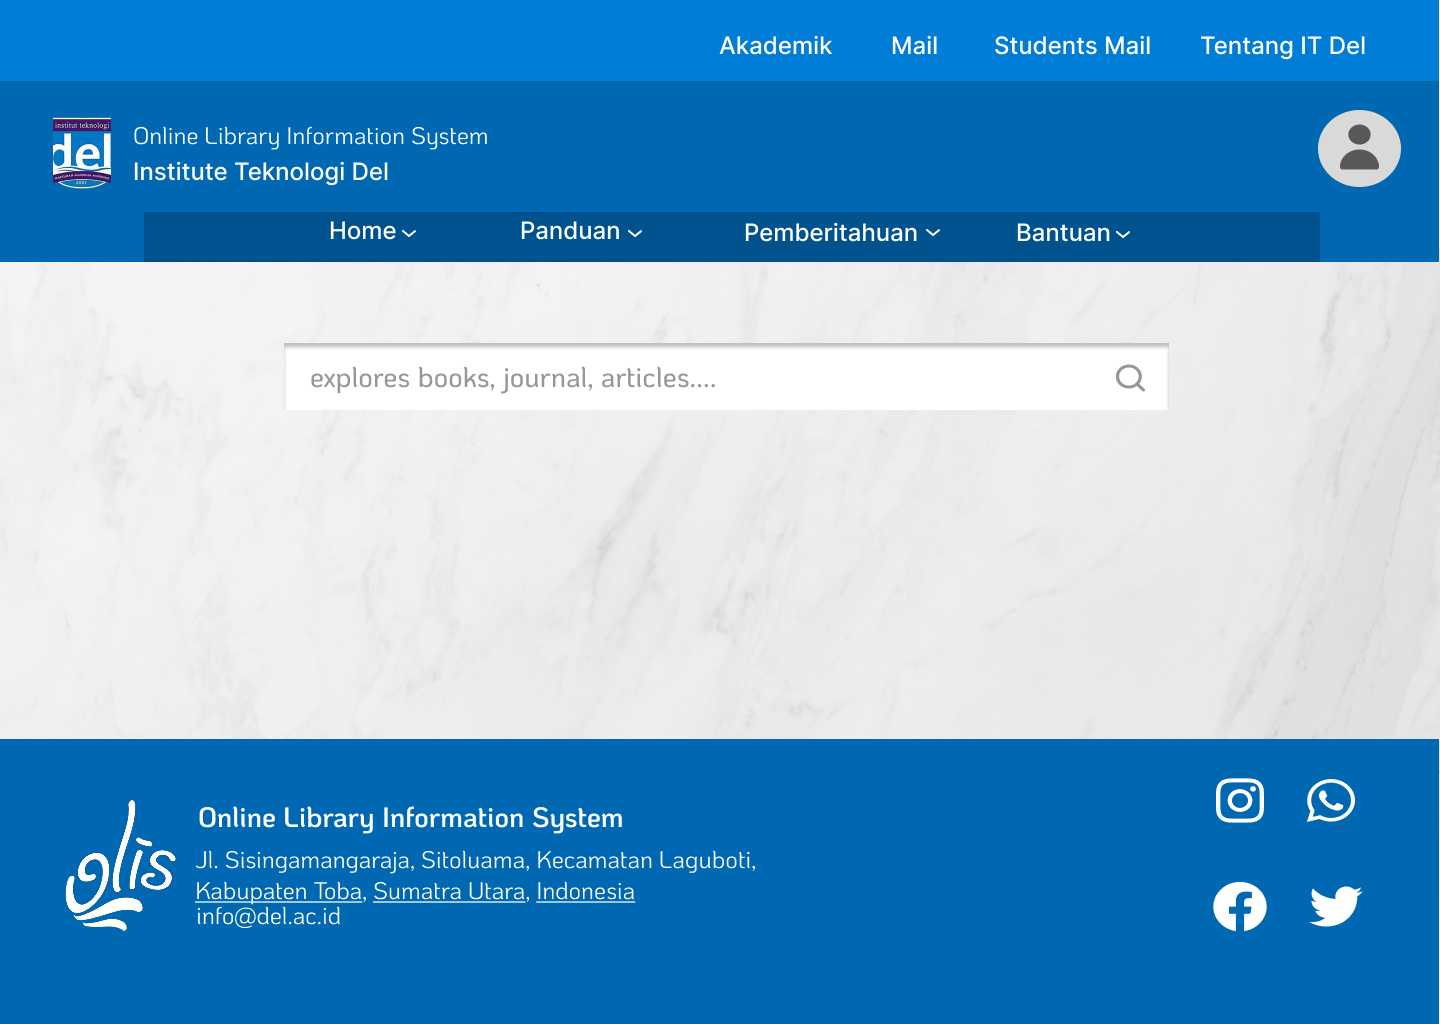 Akademik Mail Students Mail Tentang IT Del
institut teknologi
del
2001
Online Library Information System
Institute Teknologi Del
Home Panduan Pemberitahuan Bantuan
explores books, journal, articles....
olis
Online Library Information System
Jl. Sisingamangaraja, Sitoluama, Kecamatan Laguboti,
Kabupaten Toba, Sumatra Utara, Indonesia
info@del.ac.id